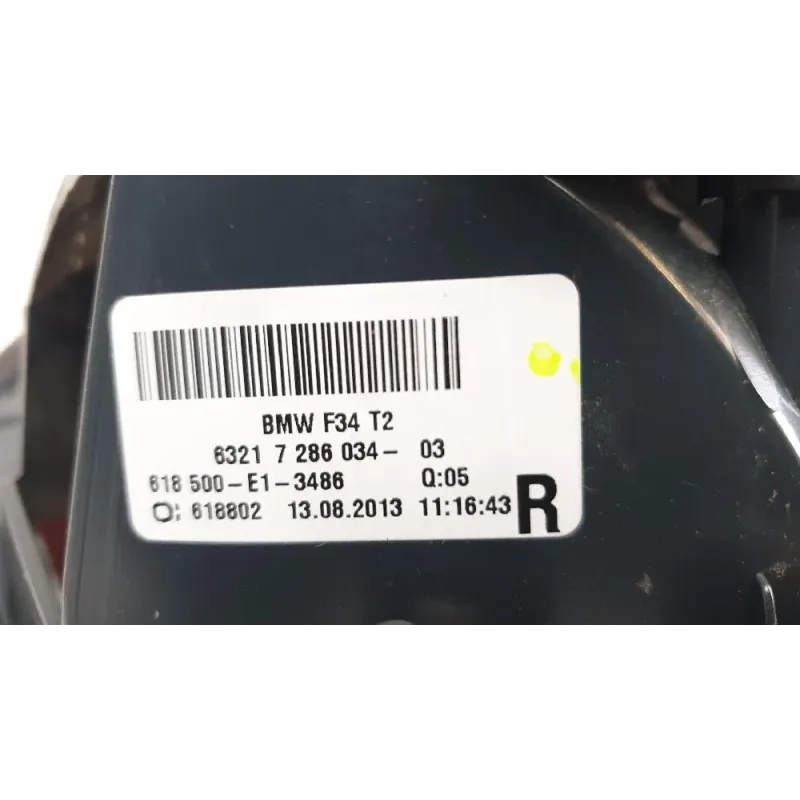 BMW F34 T2
6321 7 286 034- 03
618 500-E1-3486 Q:05
O: 618802 13.08.2013 11:16:43 R